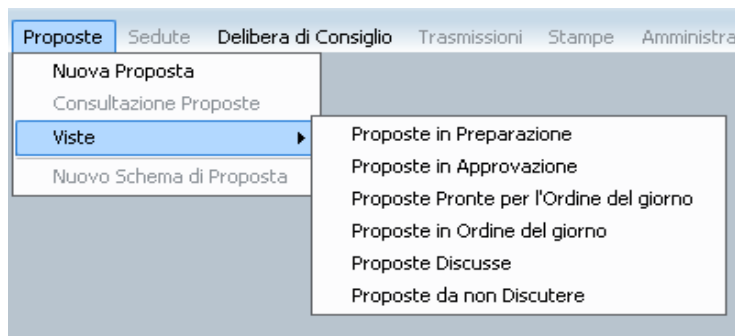 Proposte Sedute Delibera di Consiglio Trasmissioni Stampe Amministra
Nuova Proposta
Consultazione Proposte
Viste
Nuovo Schema di Proposta
Proposte in Preparazione
Proposte in Approvazione
Proposte Pronte per l'Ordine del giorno
Proposte in Ordine del giorno
Proposte Discusse
Proposte da non Discutere